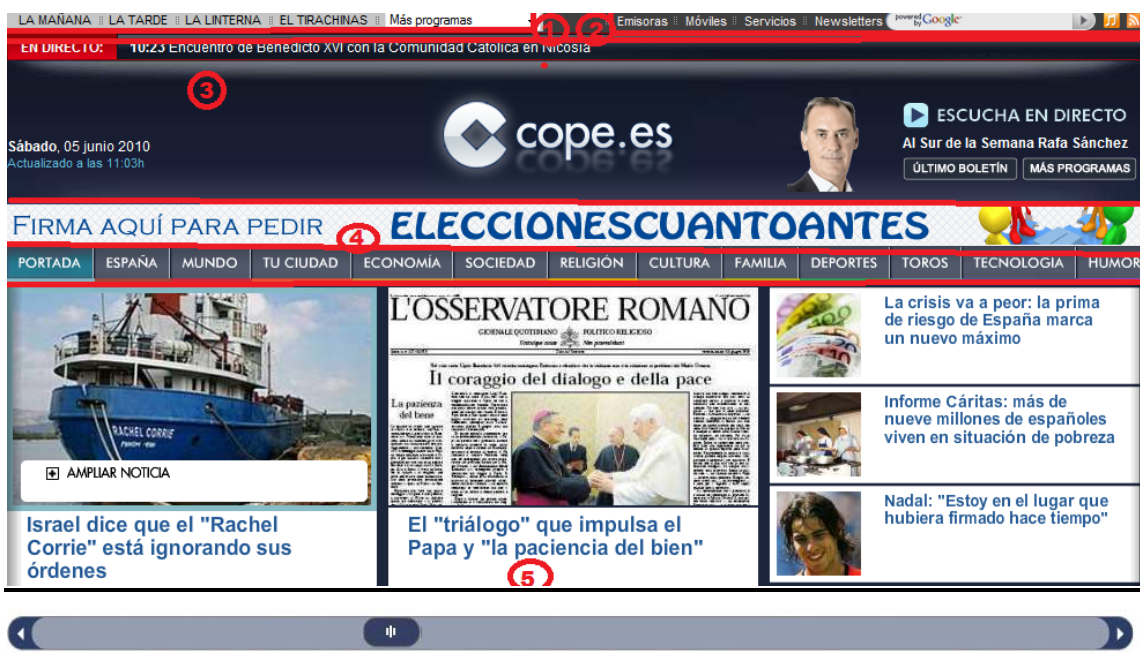 LA MAÑANA LA TARDE LA LINTERNA EL TIRACHINAS Más programas 1 2 Emisoras Móviles Servicios Newsletters powered by Google
EN DIRECTO: 10:23 Encuentro de Benedicto XVI con la Comunidad Católica en Nicosia
3
cope.es
Sábado, 05 junio 2010
Actualizado a las 11:03h
ESCUCHA EN DIRECTO
Al Sur de la Semana Rafa Sánchez
ÚLTIMO BOLETÍN MÁS PROGRAMAS
FIRMA AQUÍ PARA PEDIR 4 ELECCIONESCUANTOANTES
PORTADA ESPAÑA MUNDO TU CIUDAD ECONOMÍA SOCIEDAD RELIGIÓN CULTURA FAMILIA DEPORTES TOROS TECNOLOGIA HUMOR
RACHEL CORRIE
AMPLIAR NOTICIA
Israel dice que el "Rachel
Corrie" está ignorando sus
órdenes
L'OSSERVATORE ROMANO
GIORNALE QUOTIDIANO POLITICO RELIGIOSO
Il coraggio del dialogo e della pace
La pazienza
del bene
El "triálogo" que impulsa el
Papa y "la paciencia del bien"
5
La crisis va a peor: la prima
de riesgo de España marca
un nuevo máximo
Informe Cáritas: más de
nueve millones de españoles
viven en situación de pobreza
Nadal: "Estoy en el lugar que
hubiera firmado hace tiempo"